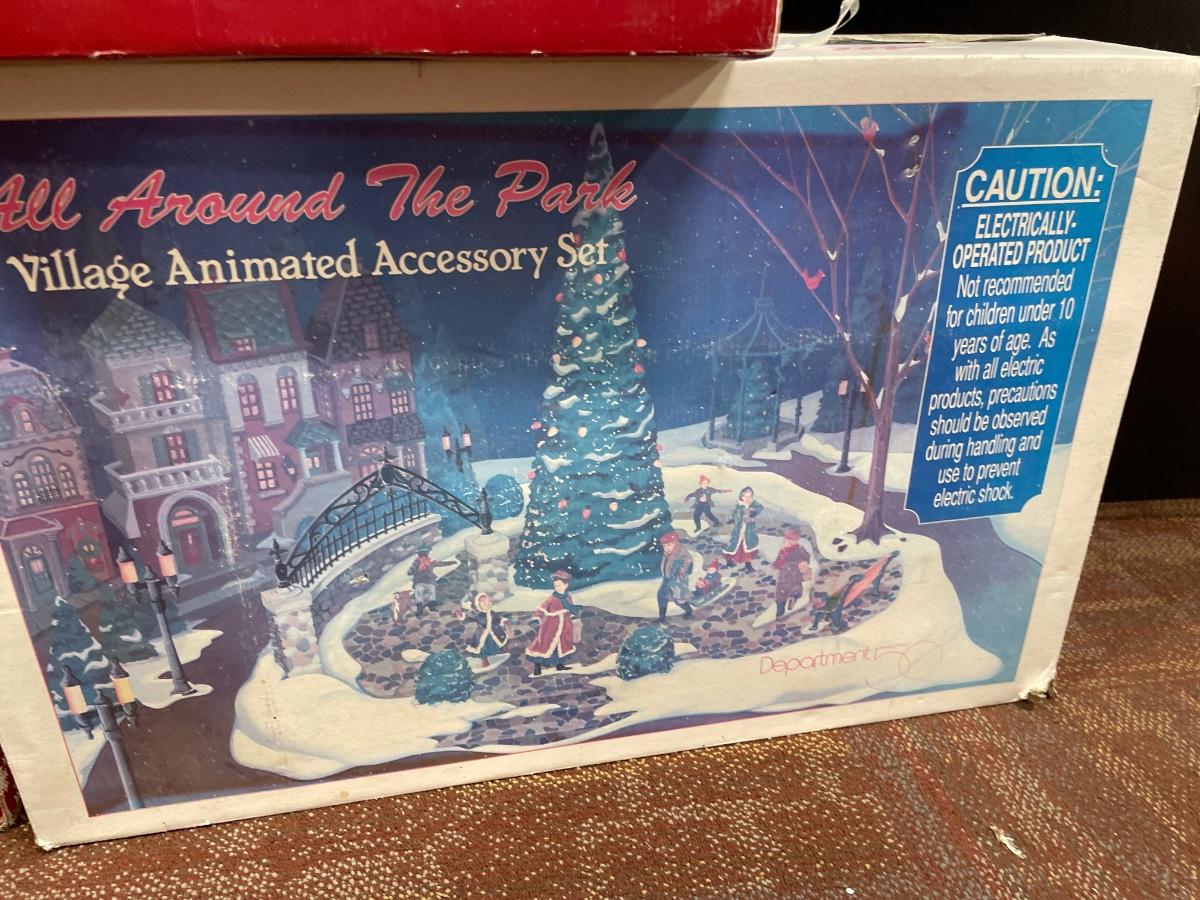 All Around The Park
Village Animated Accessory Set
CAUTION:
ELECTRICALLY-
OPERATED PRODUCT
Not recommended
for children under 10
years of age. As
with all electric
products, precautions
should be observed
during handling and
use to prevent
electric shock.
Department 56